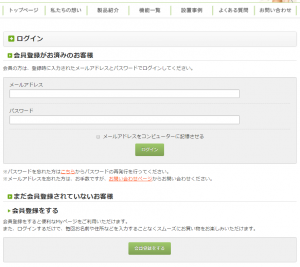 トップページ 私たちの想い 製品紹介 機能一覧 設置事例 よくある質問 お問い合わせ
ログイン
会員登録がお済みのお客様
会員の方は、登録時に入力されたメールアドレスとパスワードでログインしてください。
メールアドレス
パスワード
メールアドレスをコンピューターに記憶させる
ログイン
※パスワードを忘れた方はこちらからパスワードの再発行を行ってください。
※メールアドレスを忘れた方は、お手数ですが、お問い合わせページからお問い合わせください。
まだ会員登録されていないお客様
会員登録をする
会員登録をすると便利なMyページをご利用いただけます。
また、ログインするだけで、毎回お名前や住所などを入力することなくスムーズにお買い物をお楽しみいただけます。
会員登録をする